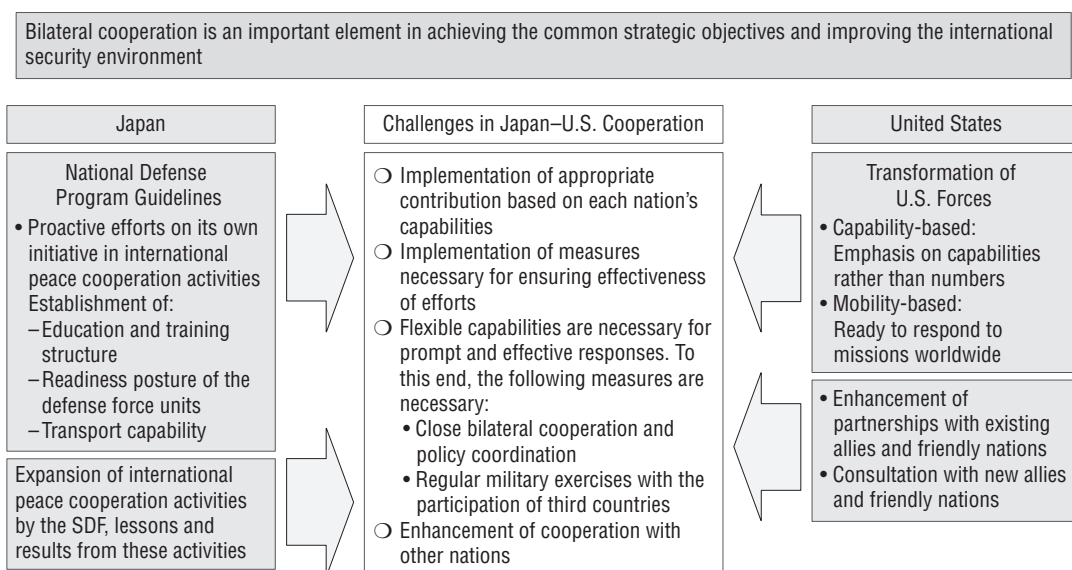 Bilateral cooperation is an important element in achieving the common strategic objectives and improving the international
security environment
Japan
National Defense
Program Guidelines
• Proactive efforts on its own
initiative in international
peace cooperation activities
Establishment of:
–Education and training
structure
–Readiness posture of the
defense force units
–Transport capability
Expansion of international
peace cooperation activities
by the SDF, lessons and
results from these activities
Challenges in Japan–U.S. Cooperation
❍ Implementation of appropriate
contribution based on each nation's
capabilities
❍ Implementation of measures
necessary for ensuring effectiveness
of efforts
❍ Flexible capabilities are necessary for
prompt and effective responses. To
this end, the following measures are
necessary:
• Close bilateral cooperation and
policy coordination
• Regular military exercises with the
participation of third countries
❍ Enhancement of cooperation with
other nations
United States
Transformation of
U.S. Forces
• Capability-based:
Emphasis on capabilities
rather than numbers
• Mobility-based:
Ready to respond to
missions worldwide
• Enhancement of
partnerships with existing
allies and friendly nations
• Consultation with new allies
and friendly nations